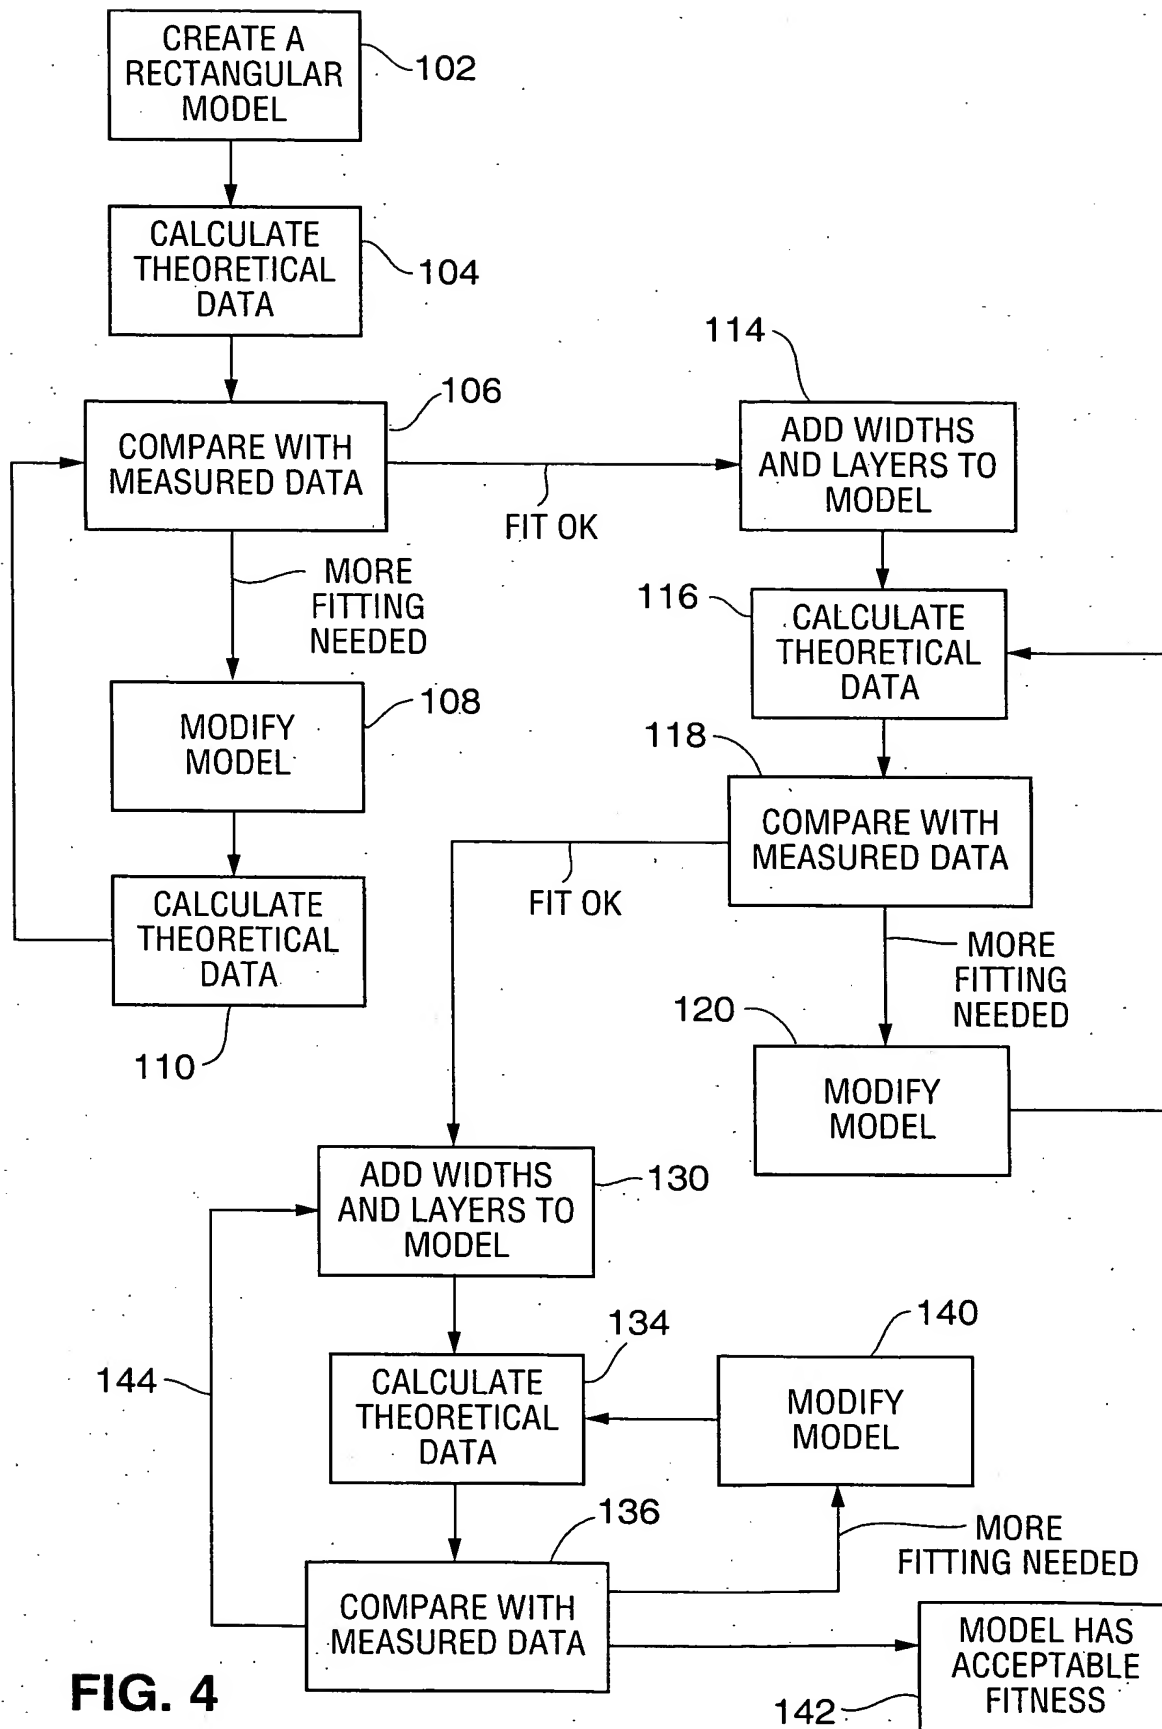 CREATE A
RECTANGULAR
MODEL
102
CALCULATE
THEORETICAL
DATA
104
COMPARE WITH
MEASURED DATA
106
FIT OK
MORE
FITTING
NEEDED
MODIFY
MODEL
108
CALCULATE
THEORETICAL
DATA
110
114
ADD WIDTHS
AND LAYERS TO
MODEL
116
CALCULATE
THEORETICAL
DATA
118
COMPARE WITH
MEASURED DATA
FIT OK
MORE
FITTING
NEEDED
120
MODIFY
MODEL
ADD WIDTHS
AND LAYERS TO
MODEL
130
134
CALCULATE
THEORETICAL
DATA
140
MODIFY
MODEL
144
136
COMPARE WITH
MEASURED DATA
MORE
FITTING NEEDED
MODEL HAS
ACCEPTABLE
FITNESS
142
FIG. 4